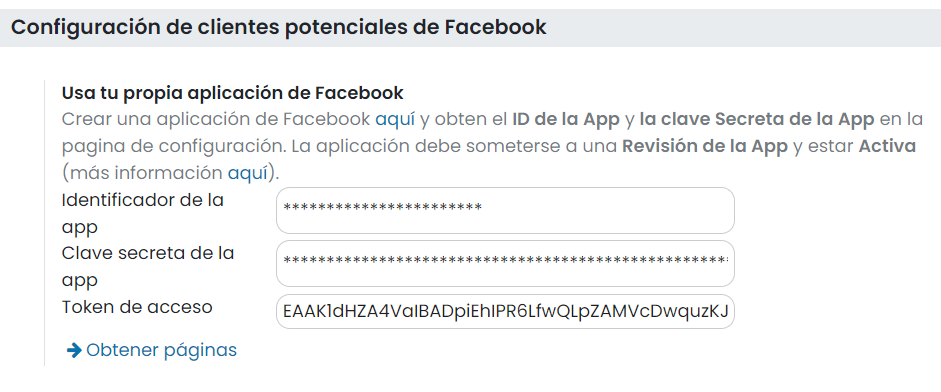 Configuración de clientes potenciales de Facebook
Usa tu propia aplicación de Facebook
Crear una aplicación de Facebook aquí y obten el ID de la App y la clave Secreta de la App en la
pagina de configuración. La aplicación debe someterse a una Revisión de la App y estar Activa
(más información aquí).
Identificador de la
app
***********************
Clave secreta de la
app
****************************************************
Token de acceso
EAAK1dHZA4VaIBADpiEhIPR6LfwQLpZAMVcDwquzKJ
Obtener páginas